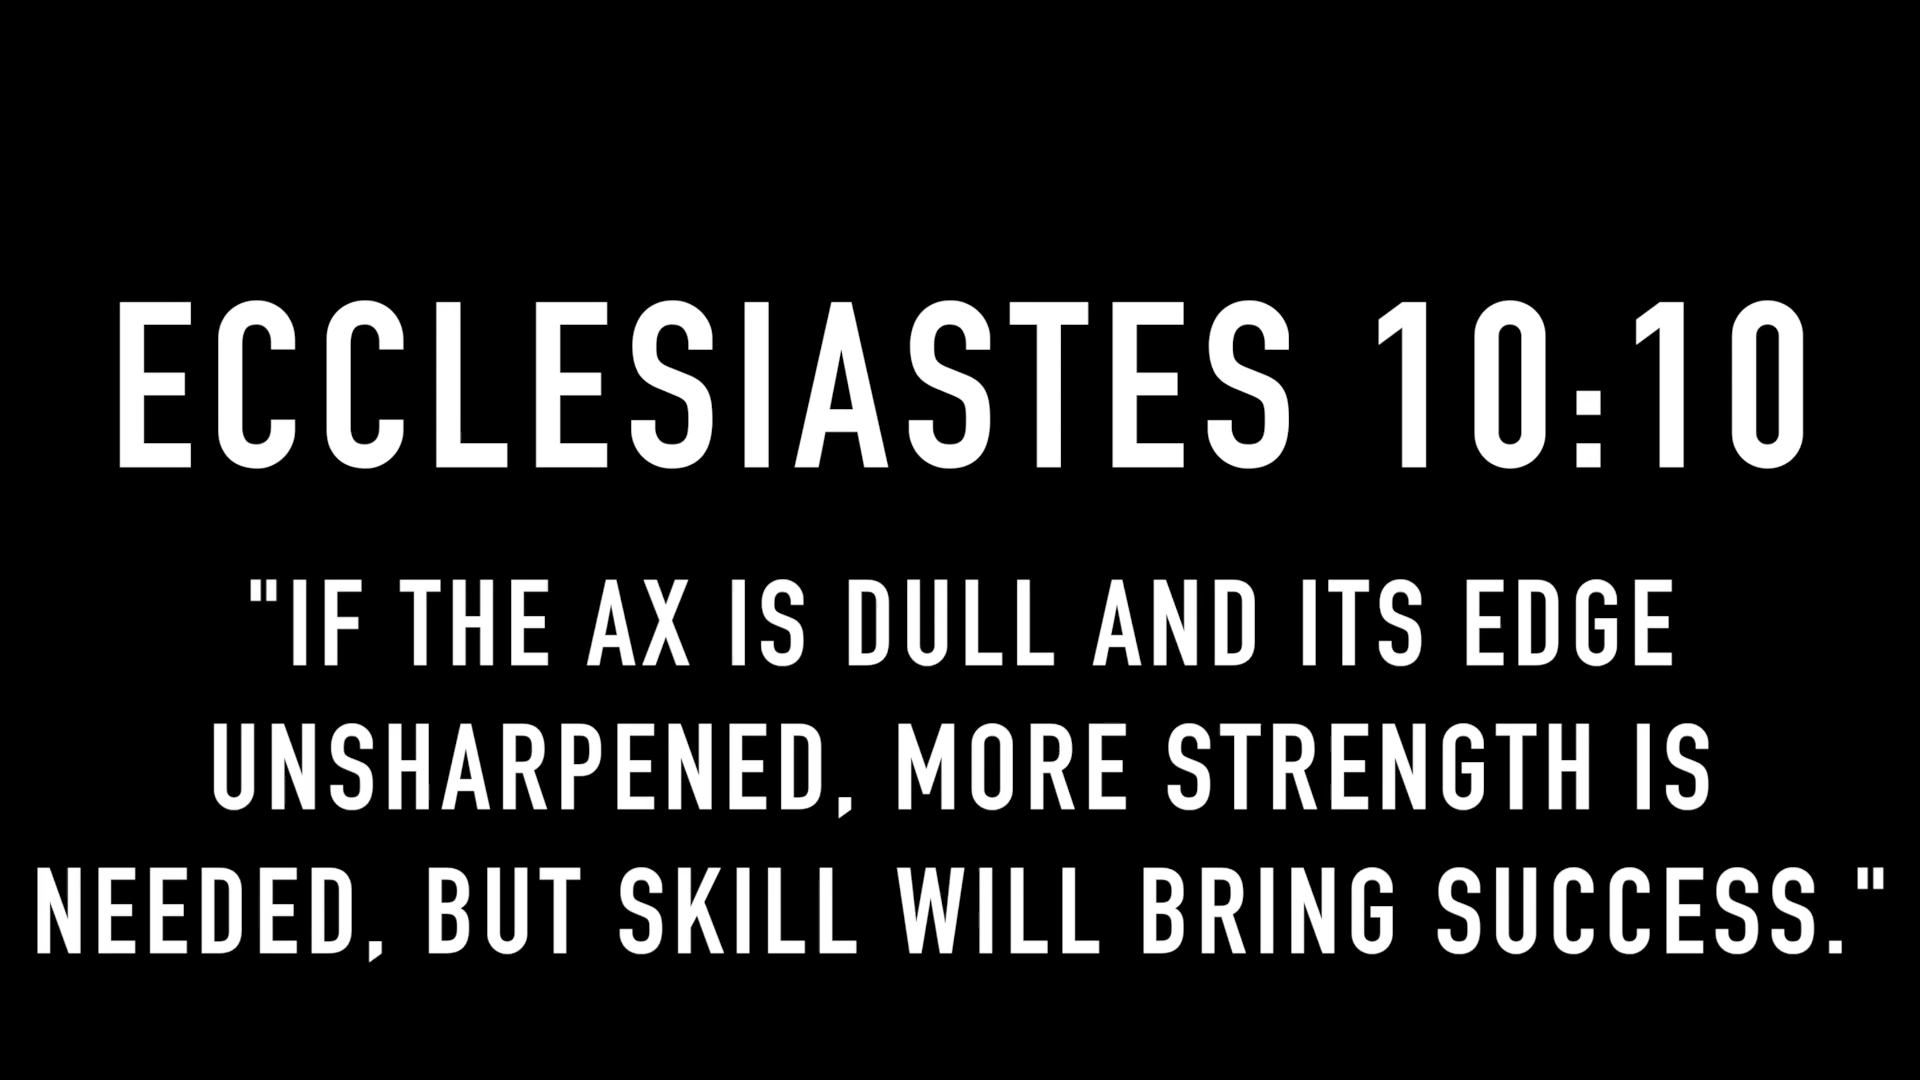 ECCLESIASTES 10:10
"IF THE AX IS DULL AND ITS EDGE
UNSHARPENED, MORE STRENGTH IS
NEEDED, BUT SKILL WILL BRING SUCCESS."